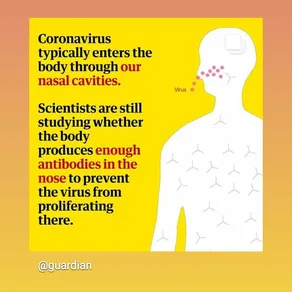 Coronavirus
typically enters the
body through our
nasal cavities.
Scientists are still
studying whether
the body
produces enough
antibodies in the
nose to prevent
the virus from
proliferating
there.
Virus
@guardian